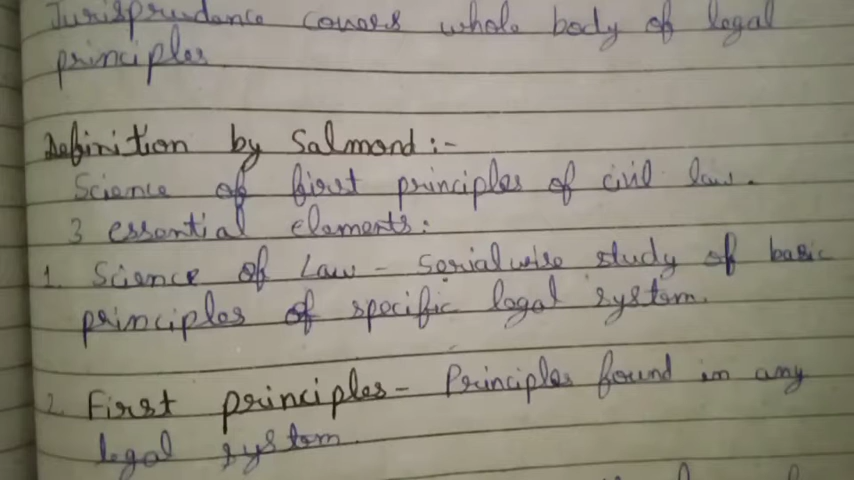 Jurisprudence covers whole body of legal
principles
Definition by Salmond:-
Science of first principles of civil law.
3 essential elements:
1. Science of Law - Serialwise study of basic
principles of specific legal system.
2. First principles - Principles found in any
legal system.